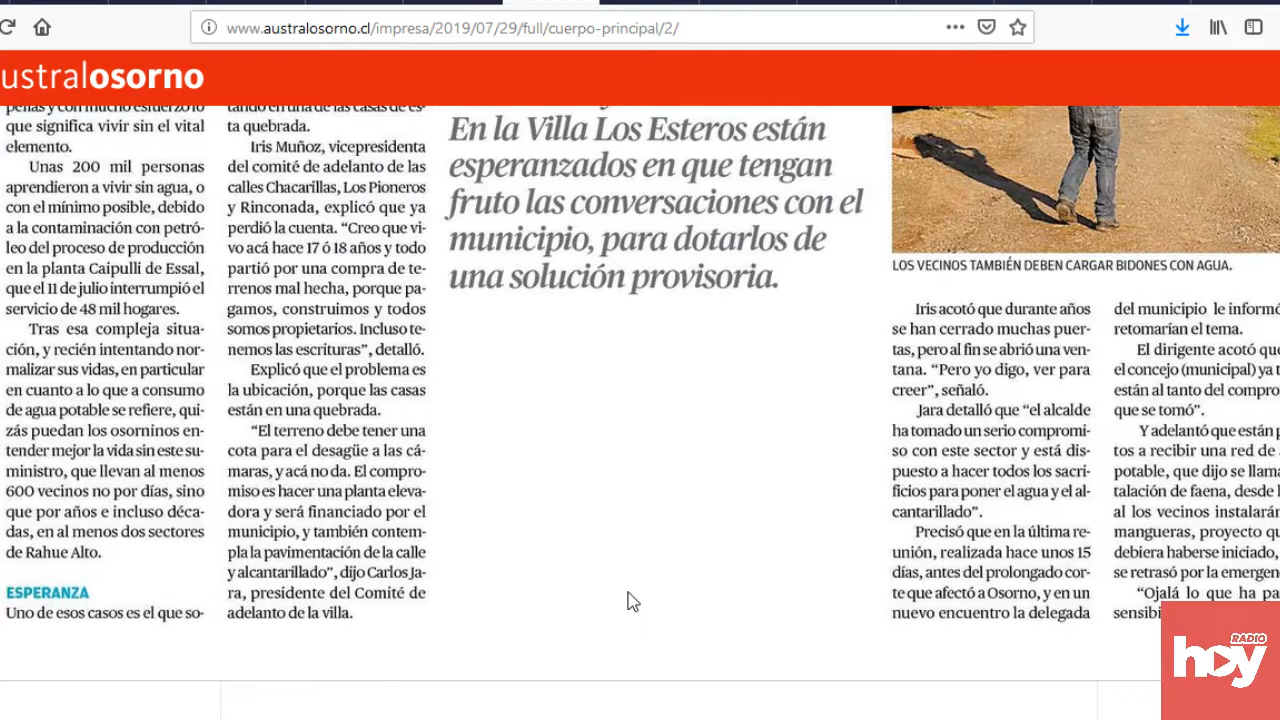 www.australosorno.cl/impresa/2019/07/29/full/cuerpo-principal/2/
ustralosorno
que significa vivir sin el vital
elemento.
Unas 200 mil personas
aprendieron a vivir sin agua, o
con el mínimo posible, debido
a la contaminación con petró-
leo del proceso de producción
en la planta Caipulli de Essal,
que el 11 de julio interrumpió el
servicio de 48 mil hogares.
Tras esa compleja situa-
ción, y recién intentando nor-
malizar sus vidas, en particular
en cuanto a lo que a consumo
de agua potable se refiere, qui-
zás puedan los osorninos en-
tender mejor la vida sin este su-
ministro, que llevan al menos
600 vecinos no por días, sino
que por años e incluso déca-
das, en al menos dos sectores
de Rahue Alto.
ESPERANZA
Uno de esos casos es el que so-
tando en una de las casas de es-
ta quebrada.
Iris Muñoz, vicepresidenta
del comité de adelanto de las
calles Chacarillas, Los Pioneros
y Rinconada, explicó que ya
perdió la cuenta. “Creo que vi-
vo acá hace 17 ó 18 años y todo
partió por una compra de te-
rrenos mal hecha, porque pa-
gamos, construimos y todos
somos propietarios. Incluso te-
nemos las escrituras”, detalló.
Explicó que el problema es
la ubicación, porque las casas
están en una quebrada.
“El terreno debe tener una
cota para el desagüe a las cá-
maras, y acá no da. El compro-
miso es hacer una planta eleva-
dora y será financiado por el
municipio, y también contem-
pla la pavimentación de la calle
y alcantarillado”, dijo Carlos Ja-
ra, presidente del Comité de
adelanto de la villa.
En la Villa Los Esteros están
esperanzados en que tengan
fruto las conversaciones con el
municipio, para dotarlos de
una solución provisoria.
LOS VECINOS TAMBIÉN DEBEN CARGAR BIDONES CON AGUA.
Iris acotó que durante años
se han cerrado muchas puer-
tas, pero al fin se abrió una ven-
tana. “Pero yo digo, ver para
creer”, señaló.
Jara detalló que “el alcalde
ha tomado un serio compromi-
so con este sector y está dis-
puesto a hacer todos los sacri-
ficios para poner el agua y el al-
cantarillado”.
Precisó que en la última re-
unión, realizada hace unos 15
días, antes del prolongado cor-
te que afectó a Osorno, y en un
nuevo encuentro la delegada
del municipio le informó
retomarían el tema.
El dirigente acotó que
el concejo (municipal) ya t
están al tanto del compro
que se tomó”.
Y adelantó que están p
tos a recibir una red de
potable, que dijo se llama
talación de faena, desde l
al los vecinos instalarán
mangueras, proyecto qu
debiera haberse iniciado,
se retrasó por la emergen
“Ojalá lo que ha pa
sensibi
RADIO
hoy